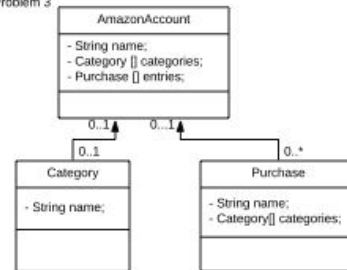 Problem 3
AmazonAccount
- String name;
- Category [] categories;
- Purchase [] entries;
0..1
0...1
0..1
0..*
Category
- String name;
Purchase
- String name;
- Category[] categories;